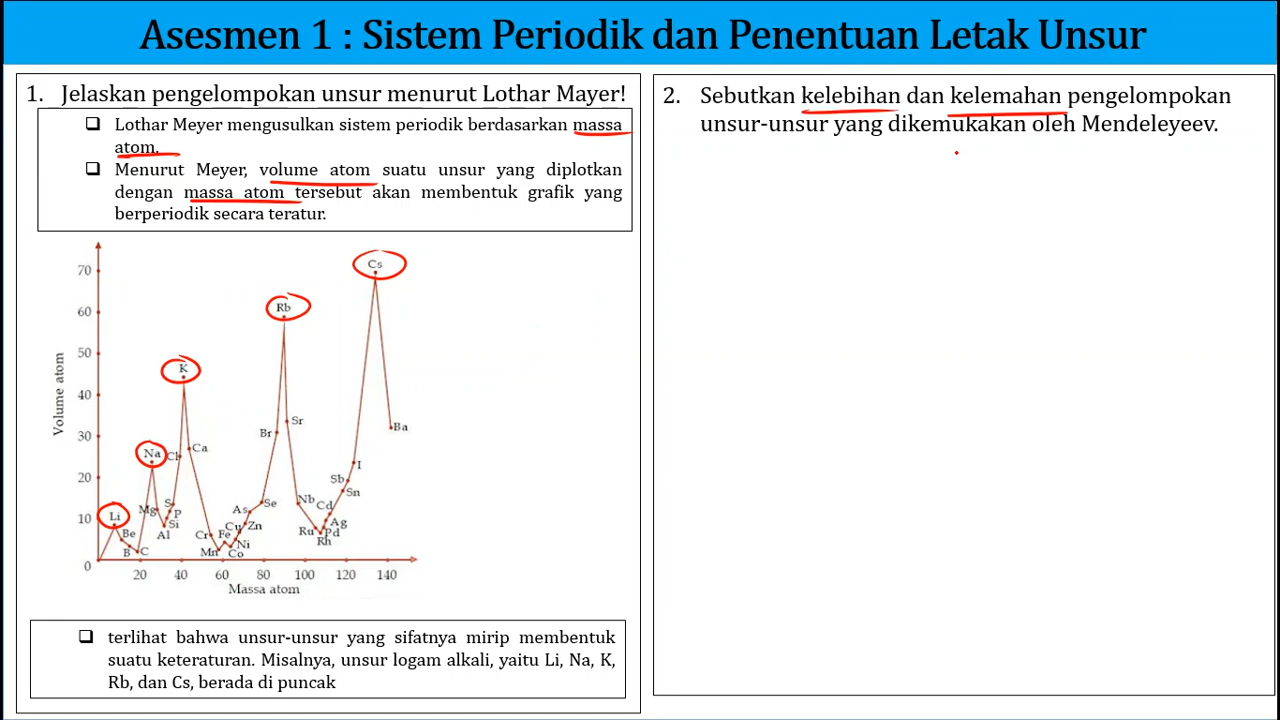 Asesmen 1 : Sistem Periodik dan Penentuan Letak Unsur
1. Jelaskan pengelompokan unsur menurut Lothar Mayer!
❑ Lothar Meyer mengusulkan sistem periodik berdasarkan massa
atom.
❑ Menurut Meyer, volume atom suatu unsur yang diplotkan
dengan massa atom tersebut akan membentuk grafik yang
berperiodik secara teratur.
70
60
50
40
30
20
10
0
Volume atom
Li
Be
B
C
Na
Mg
Al
Si
P
S
Cl
K
Ca
Cr
Mn
Fe
Co
Ni
Cu
Zn
As
Se
Br
Rb
Sr
Nb
Ru
Rh
Pd
Ag
Cd
Sn
Sb
I
Cs
Ba
20 40 60 80 100 120 140
Massa atom
❑ terlihat bahwa unsur-unsur yang sifatnya mirip membentuk
suatu keteraturan. Misalnya, unsur logam alkali, yaitu Li, Na, K,
Rb, dan Cs, berada di puncak
2. Sebutkan kelebihan dan kelemahan pengelompokan
unsur-unsur yang dikemukakan oleh Mendeleyeev.